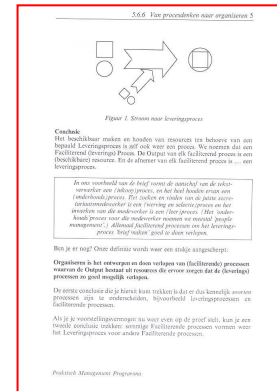 5.6.6 Van procesdenken naar organiseren 5
Figuur 1. Stroom naar leveringsproces
Conclusie
Het beschikbaar maken en houden van resources ten behoeve van een
bepaald Leveringsproces is zelf ook weer een proces. We noemen dat een
Faciliterend (leverings) Proces. De Output van elk faciliterend proces is een
(beschikbare) resource. En de afnemer van elk faciliterend proces is .... een
leveringsproces.
In ons voorbeeld van de brief vormt de aanschaf van de tekst-
verwerker een (inkoop)proces, en het heel houden ervan een
(onderhouds)proces. Het zoeken en vinden van de juiste secre-
tariaatsmedewerker is een (werving en selectie)proces en het
inwerken van die medewerker is een (leer)proces. (Het 'onder-
houds'proces voor die medewerker noemen we meestal 'people
management'.) Allemaal faciliterend processen om het leverings-
proces 'brief tikken' goed te doen verlopen.
Ben je er nog? Onze definitie wordt weer een stukje aangescherpt:
Organiseren is het ontwerpen en doen verlopen van (faciliterende) processen
waarvan de Output bestaat uit resources die ervoor zorgen dat de (leverings)
processen zo goed mogelijk verlopen.
De eerste conclusie die je hieruit kunt trekken is dat er dus kennelijk soorten
processen zijn te onderscheiden, bijvoorbeeld leveringsprocessen en
faciliterende processen.
Als je je voorstellingsvermogen nu weer even op de proef stelt, kun je een
tweede conclusie trekken: sommige Faciliterende processen vormen weer
het Leveringsproces voor andere Faciliterende processen.
Praktisch Management Programma